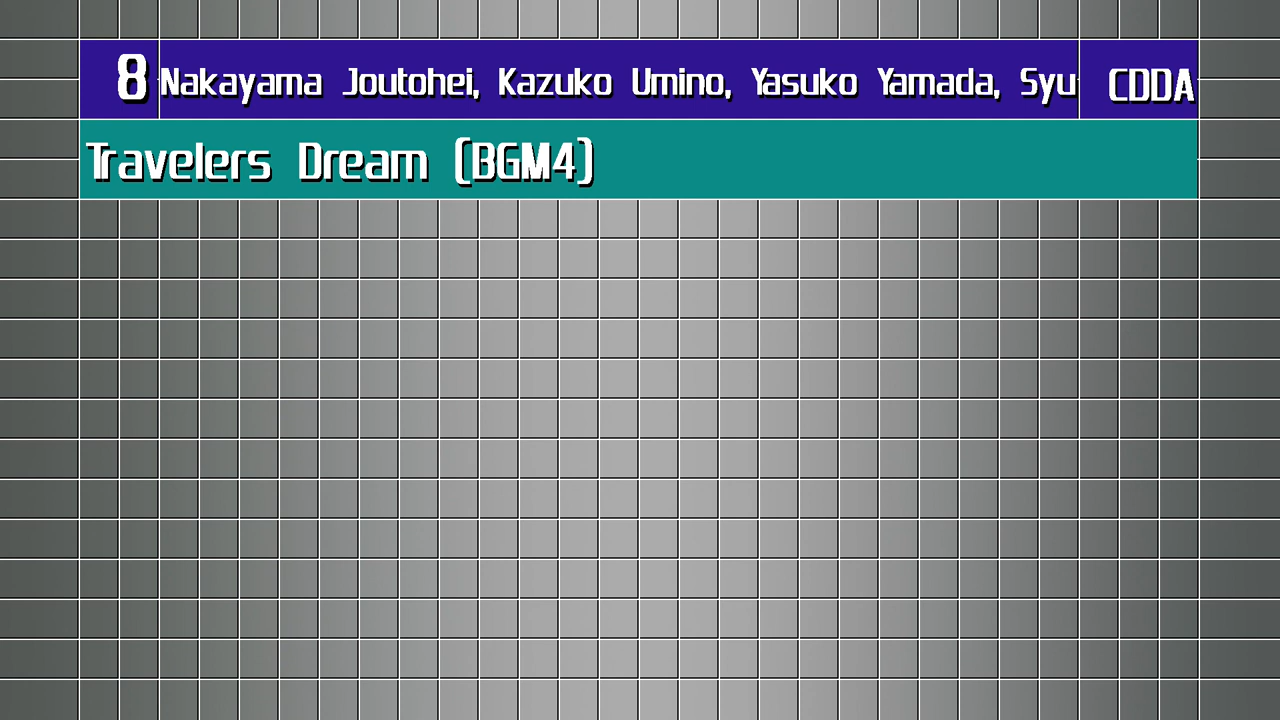 8 Nakayama Joutohei, Kazuko Umino, Yasuko Yamada, Syu CDDA
Travelers Dream (BGM4)